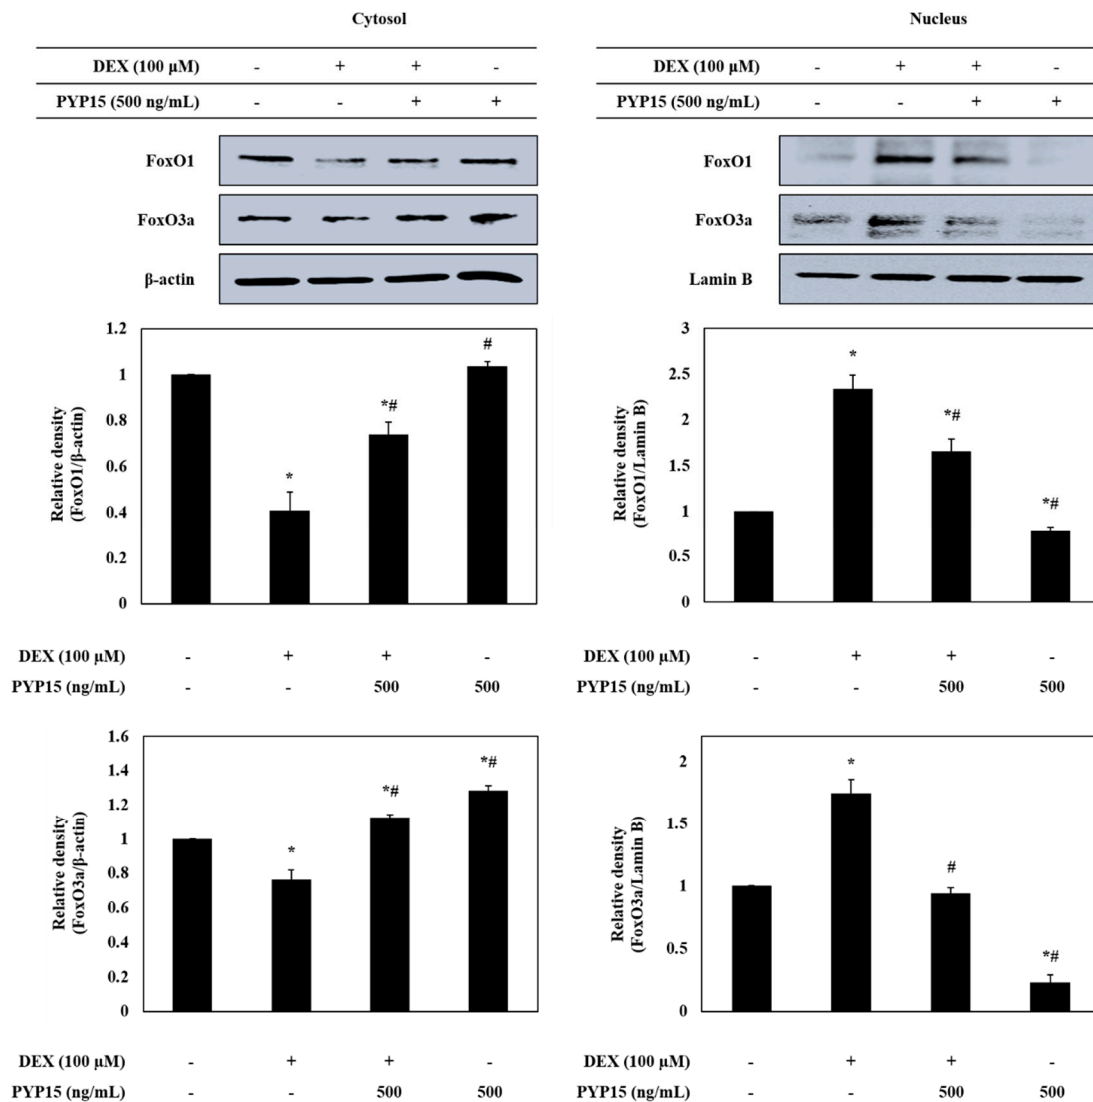 Cytosol
DEX (100 μM) - + + -
PYP15 (500 ng/mL) - - + +
FoxO1
FoxO3a
β-actin
Nucleus
DEX (100 μM) - + + -
PYP15 (500 ng/mL) - - + +
FoxO1
FoxO3a
Lamin B
Relative density
(FoxO1/β-actin)
1.2
1
0.8
0.6
0.4
0.2
0
*
*#
#
DEX (100 μM) - + + -
PYP15 (ng/mL) - - 500 500
Relative density
(FoxO1/Lamin B)
3
2.5
2
1.5
1
0.5
0
*
*#
*#
DEX (100 μM) - + + -
PYP15 (ng/mL) - - 500 500
Relative density
(FoxO3a/β-actin)
1.6
1.4
1.2
1
0.8
0.6
0.4
0.2
0
*
*#
*#
DEX (100 μM) - + + -
PYP15 (ng/mL) - - 500 500
Relative density
(FoxO3a/Lamin B)
2
1.5
1
0.5
0
*
#
*#
DEX (100 μM) - + + -
PYP15 (ng/mL) - - 500 500